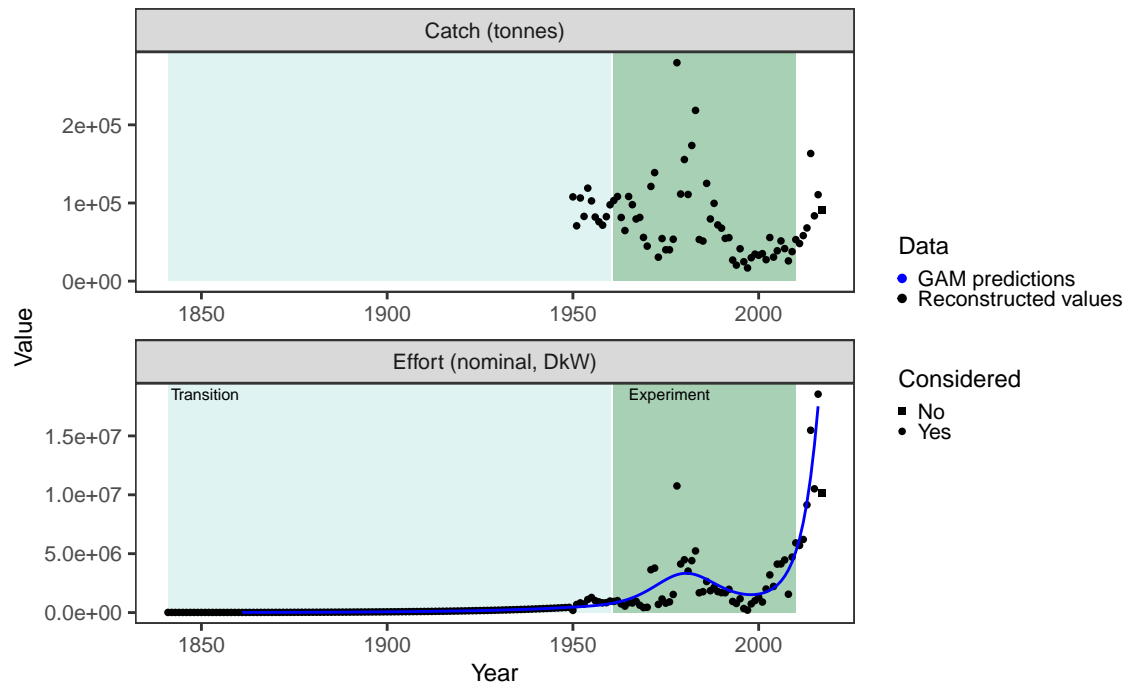 Catch (tonnes)
2e+05
1e+05
0e+00
1850 1900 1950 2000
Value
Effort (nominal, DkW)
Transition Experiment
1.5e+07
1.0e+07
5.0e+06
0.0e+00
1850 1900 1950 2000
Year
Data
GAM predictions
Reconstructed values
Considered
No
Yes